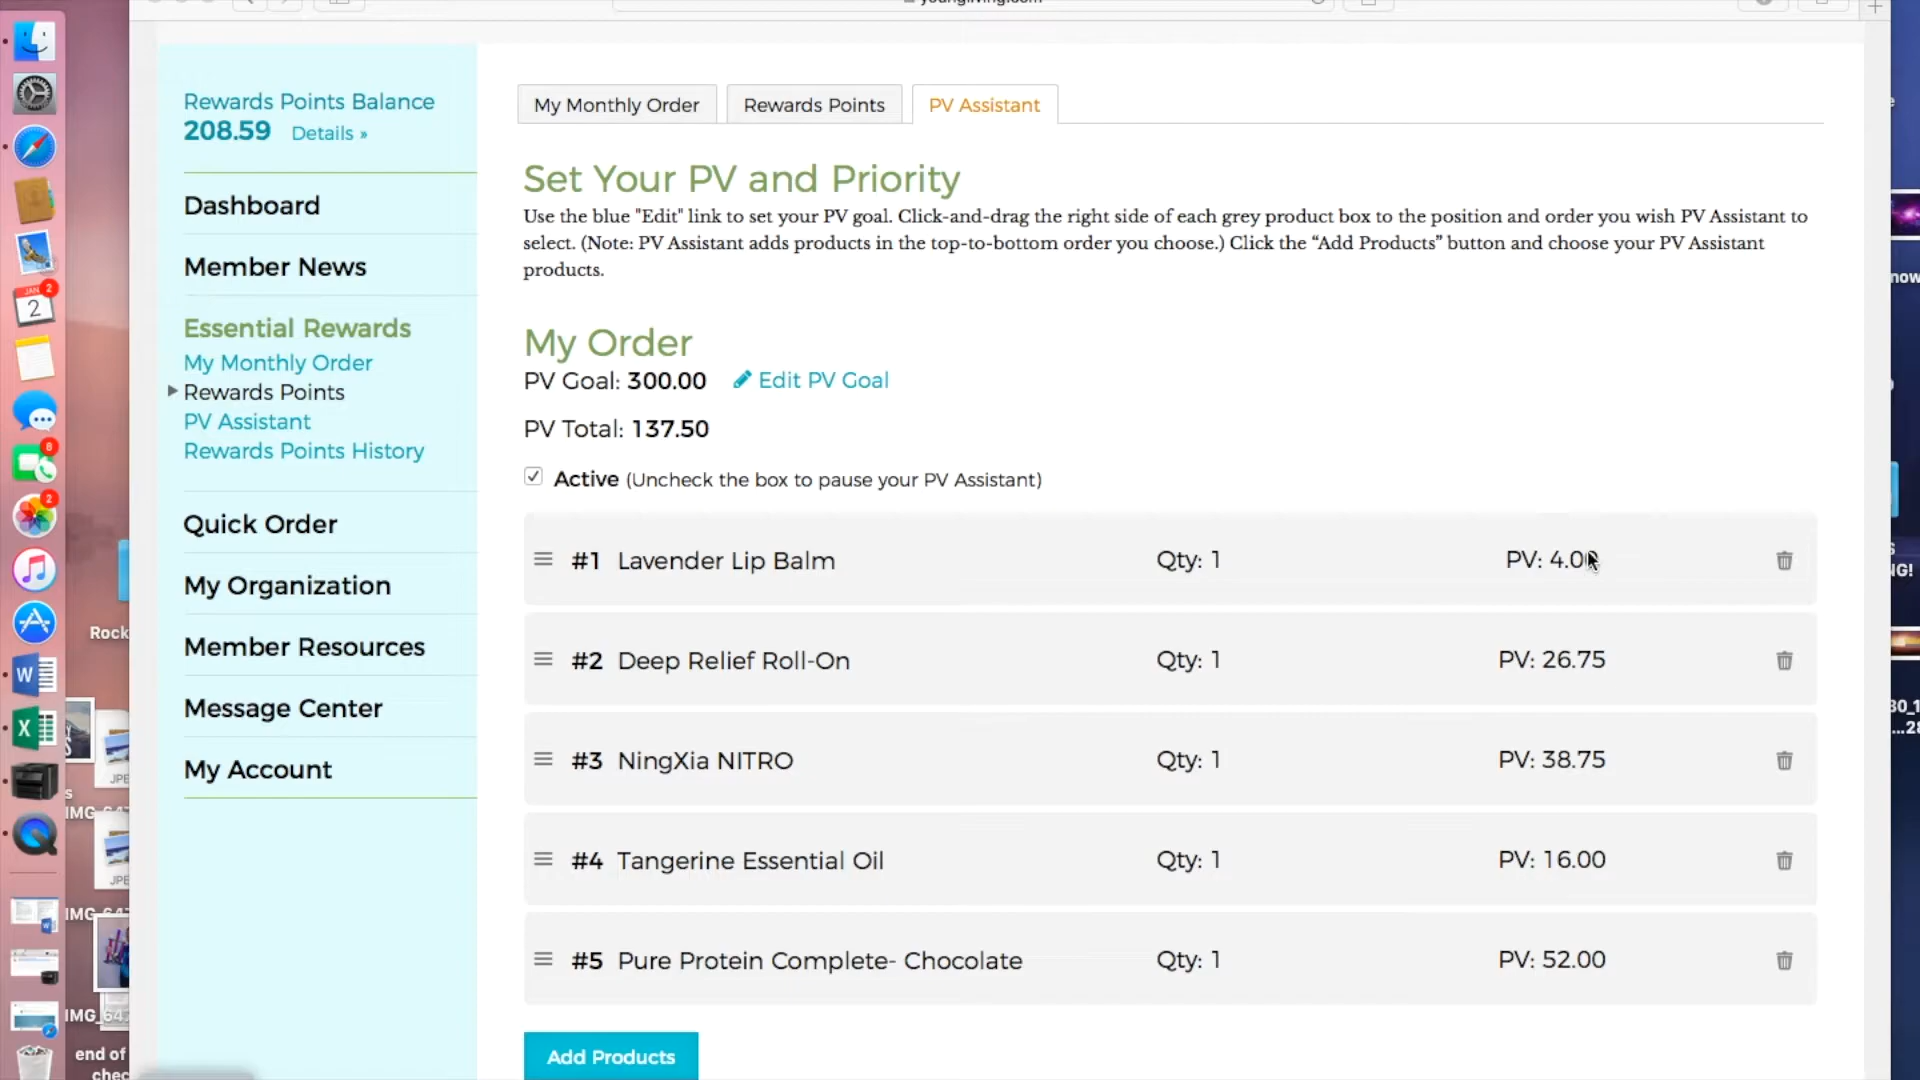 Rewards Points Balance
208.59 Details »
Dashboard
Member News
Essential Rewards
My Monthly Order
Rewards Points
PV Assistant
Rewards Points History
Quick Order
My Organization
Member Resources
Message Center
My Account
My Monthly Order
Rewards Points
PV Assistant
Set Your PV and Priority
Use the blue "Edit" link to set your PV goal. Click-and-drag the right side of each grey product box to the position and order you wish PV Assistant to
select. (Note: PV Assistant adds products in the top-to-bottom order you choose.) Click the “Add Products” button and choose your PV Assistant
products.
My Order
PV Goal: 300.00 Edit PV Goal
PV Total: 137.50
Active (Uncheck the box to pause your PV Assistant)
#1 Lavender Lip Balm Qty: 1 PV: 4.00
#2 Deep Relief Roll-On Qty: 1 PV: 26.75
#3 NingXia NITRO Qty: 1 PV: 38.75
#4 Tangerine Essential Oil Qty: 1 PV: 16.00
#5 Pure Protein Complete- Chocolate Qty: 1 PV: 52.00
Add Products
JAN 2
2
8
2
Rock
JPE
JPE
end of
chec